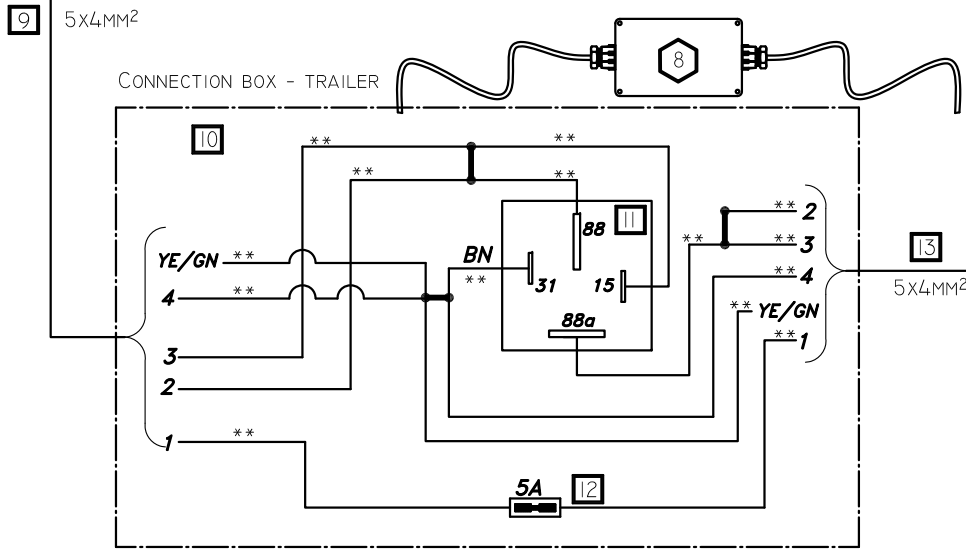 9 5X4MM²
8
CONNECTION BOX - TRAILER
10
**
**
**
**
11
88
** 2
YE/GN **
BN
**
** 3
13
**
31
15
** 4
5X4MM²
4 **
88a
** YE/GN
3
** 1
2
1 **
5A 12